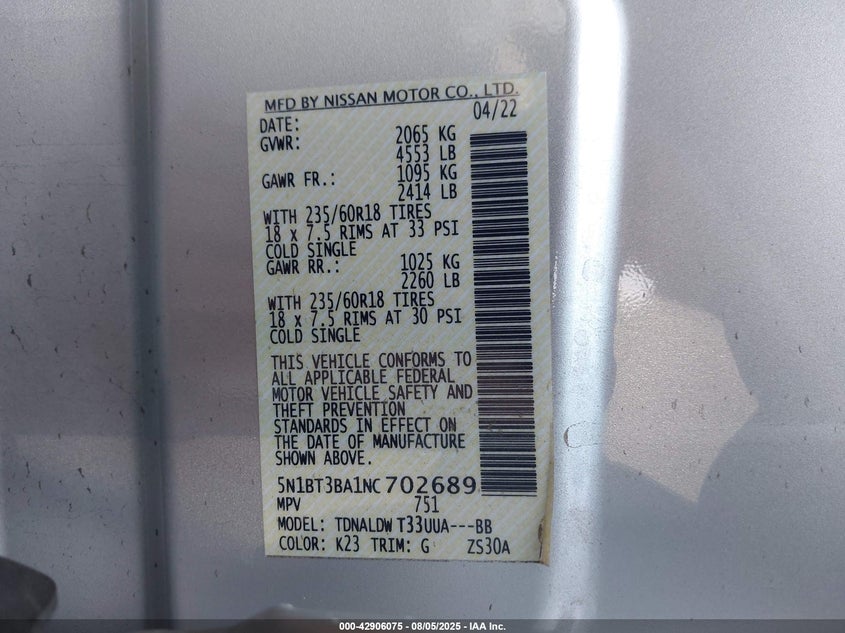 MFD BY NISSAN MOTOR CO., LTD.
DATE: 04/22
GVWR: 2065 KG
4553 LB
GAWR FR.: 1095 KG
2414 LB
WITH 235/60R18 TIRES
18 x 7.5 RIMS AT 33 PSI
COLD SINGLE
GAWR RR.: 1025 KG
2260 LB
WITH 235/60R18 TIRES
18 x 7.5 RIMS AT 30 PSI
COLD SINGLE
THIS VEHICLE CONFORMS TO
ALL APPLICABLE FEDERAL
MOTOR VEHICLE SAFETY AND
THEFT PREVENTION
STANDARDS IN EFFECT ON
THE DATE OF MANUFACTURE
SHOWN ABOVE.
5N1BT3BA1NC702689
MPV 751
MODEL: TDNALDW T33UUA---BB
COLOR: K23 TRIM: G ZS30A
000-42906075 - 08/05/2025 - IAA Inc.